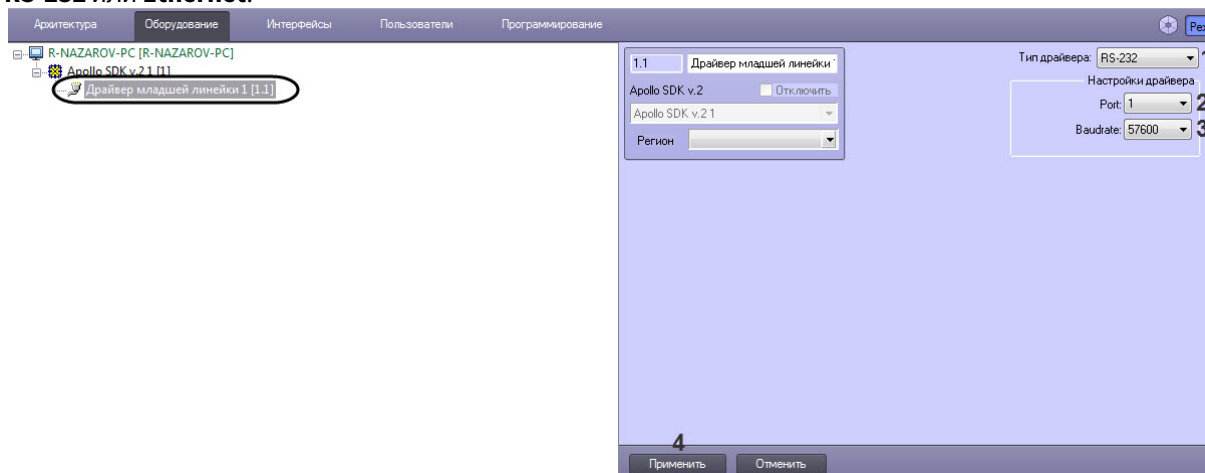 RS-232 или Ethernet.
Архитектура Оборудование Интерфейсы Пользователи Программирование
R-NAZAROV-PC [R-NAZAROV-PC]
Apollo SDK v.2 1 [1]
Драйвер младшей линейки 1 [1.1]
1.1 Драйвер младшей линейки
Apollo SDK v.2 Отключить
Apollo SDK v.2 1
Регион
Тип драйвера: RS-232
Настройки драйвера
Port: 1 2
Baudrate: 57600 3
4
Применить Отменить